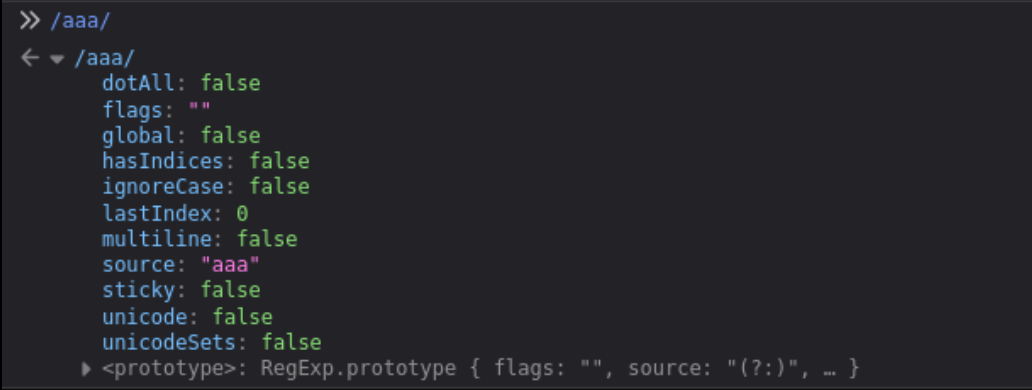 /aaa/
/aaa/
dotAll: false
flags: ""
global: false
hasIndices: false
ignoreCase: false
lastIndex: 0
multiline: false
source: "aaa"
sticky: false
unicode: false
unicodeSets: false
<prototype>: RegExp.prototype { flags: "", source: "(?:)", … }